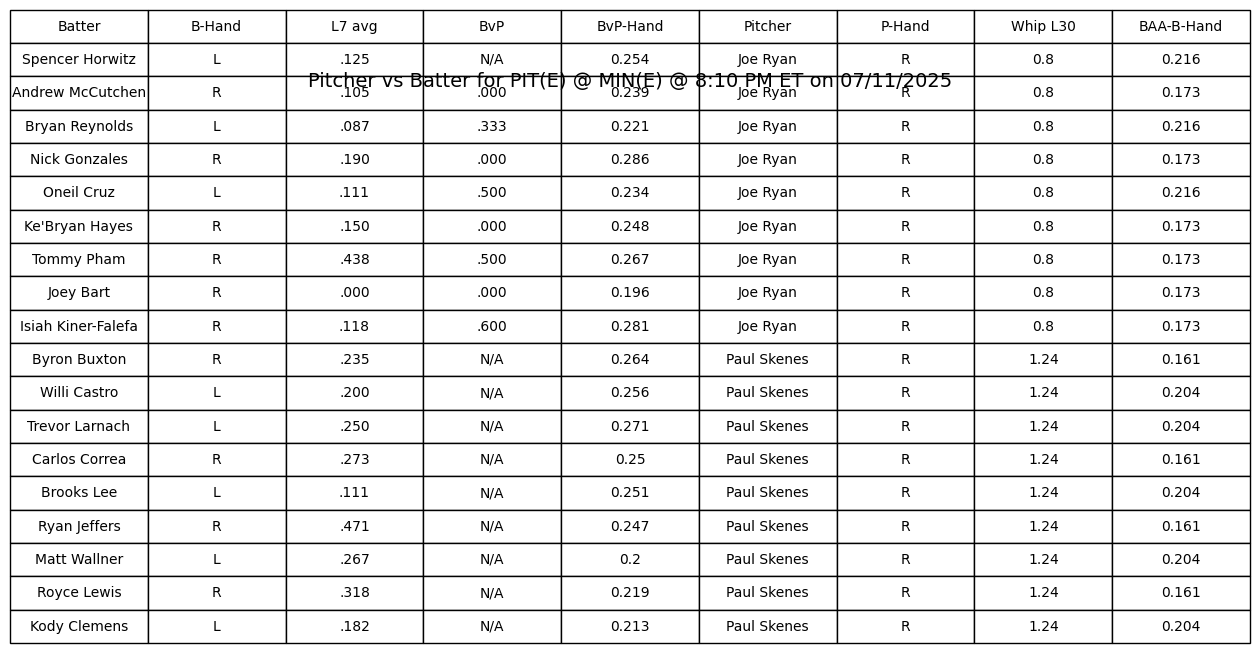 Batter B-Hand L7 avg BvP BvP-Hand Pitcher P-Hand Whip L30 BAA-B-Hand
Spencer Horwitz L .125 N/A 0.254 Joe Ryan R 0.8 0.216
Pitcher vs Batter for PIT(E) @ MIN(E) @ 8:10 PM ET on 07/11/2025
Andrew McCutchen R .105 .000 0.239 Joe Ryan R 0.8 0.173
Bryan Reynolds L .087 .333 0.221 Joe Ryan R 0.8 0.216
Nick Gonzales R .190 .000 0.286 Joe Ryan R 0.8 0.173
Oneil Cruz L .111 .500 0.234 Joe Ryan R 0.8 0.216
Ke'Bryan Hayes R .150 .000 0.248 Joe Ryan R 0.8 0.173
Tommy Pham R .438 .500 0.267 Joe Ryan R 0.8 0.173
Joey Bart R .000 .000 0.196 Joe Ryan R 0.8 0.173
Isiah Kiner-Falefa R .118 .600 0.281 Joe Ryan R 0.8 0.173
Byron Buxton R .235 N/A 0.264 Paul Skenes R 1.24 0.161
Willi Castro L .200 N/A 0.256 Paul Skenes R 1.24 0.204
Trevor Larnach L .250 N/A 0.271 Paul Skenes R 1.24 0.204
Carlos Correa R .273 N/A 0.25 Paul Skenes R 1.24 0.161
Brooks Lee L .111 N/A 0.251 Paul Skenes R 1.24 0.204
Ryan Jeffers R .471 N/A 0.247 Paul Skenes R 1.24 0.161
Matt Wallner L .267 N/A 0.2 Paul Skenes R 1.24 0.204
Royce Lewis R .318 N/A 0.219 Paul Skenes R 1.24 0.161
Kody Clemens L .182 N/A 0.213 Paul Skenes R 1.24 0.204